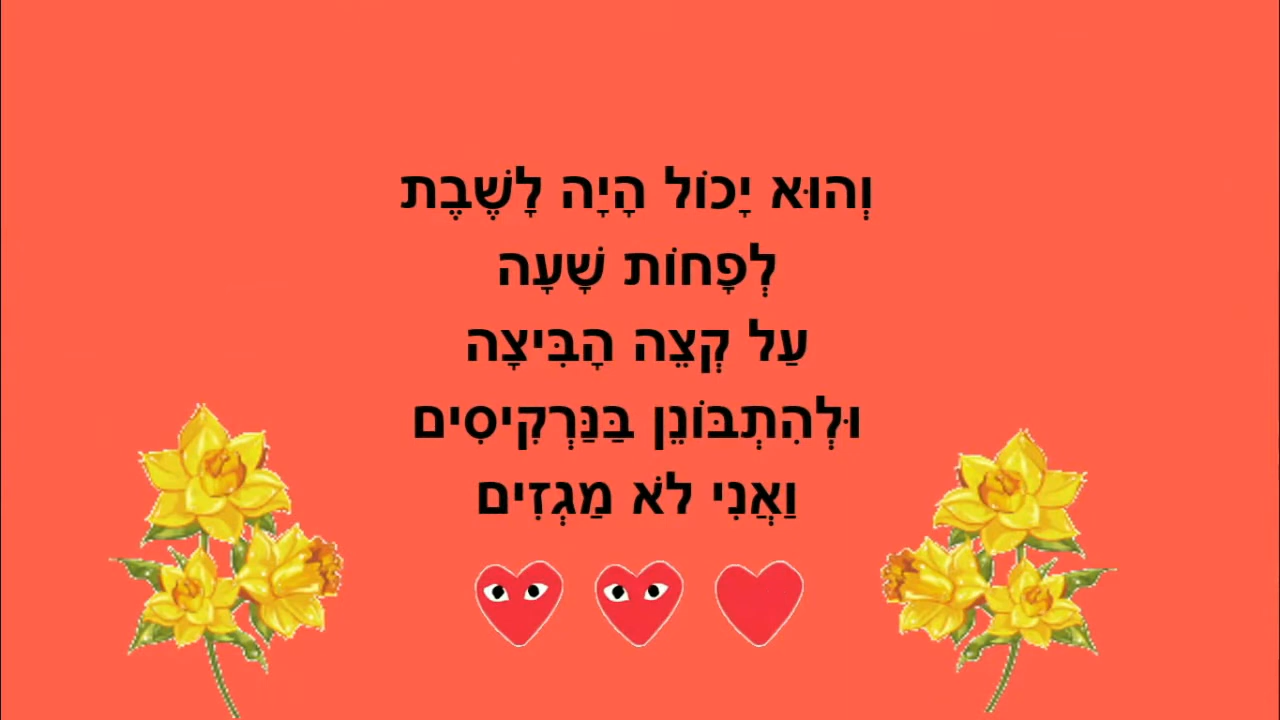 וְהוּא יָכוֹל הָיָה לָשֶׁבֶת
לְפָּחוֹת שָׁעָה
עַל קְצֵה הָבִּיצָה
וּלְהִתְבּוֹנֵן בַּנַּרְקִיסִים
וַאֲנִי לֹא מַגְזִים